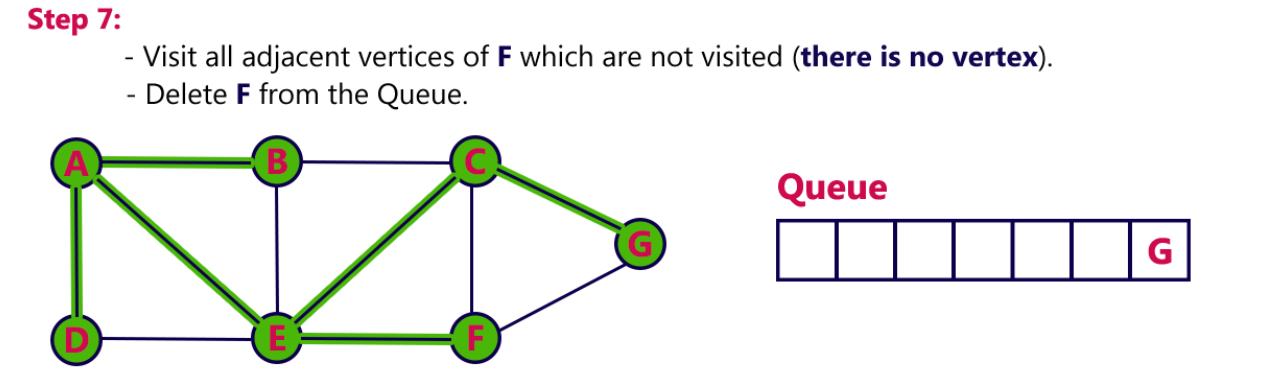 Step 7:
- Visit all adjacent vertices of F which are not visited (there is no vertex).
- Delete F from the Queue.
A B C
G
D E F
Queue
G